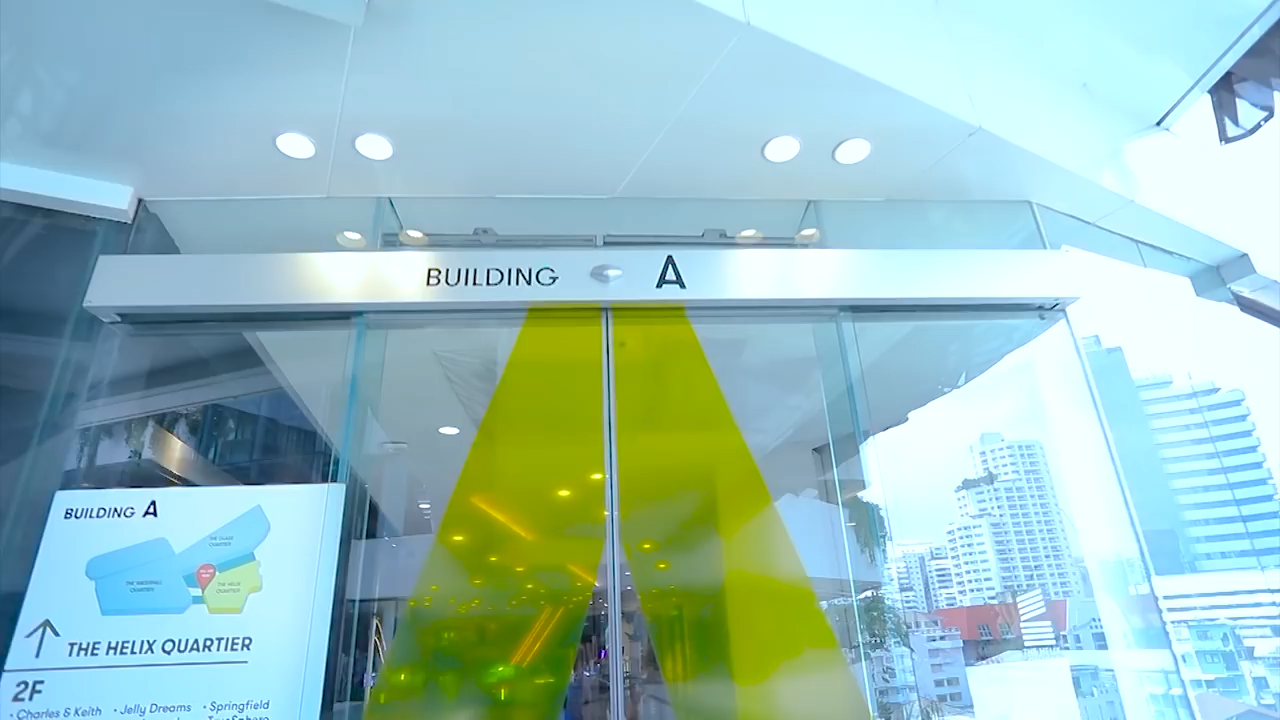 BUILDING A
BUILDING A
THE GLASS QUARTIER
THE WATERFALL QUARTIER
THE HELIX QUARTIER
THE HELIX QUARTIER
2F
· Charles & Keith · Jelly Dreams · Springfield
TrueSphere